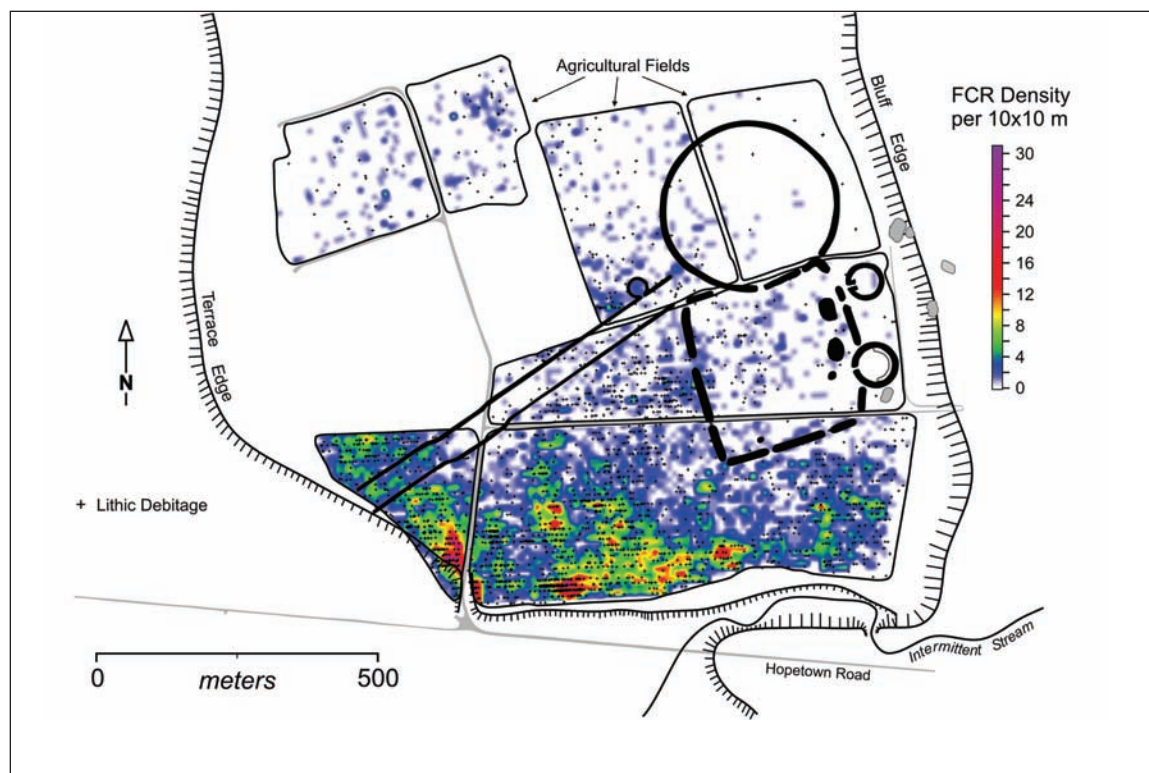 Agricultural Fields
Bluff
Edge
FCR Density
per 10x10 m
30
24
20
16
12
8
4
2
0
Terrace
Edge
N
+ Lithic Debitage
0
meters
500
Hopetown Road
Intermittent Stream